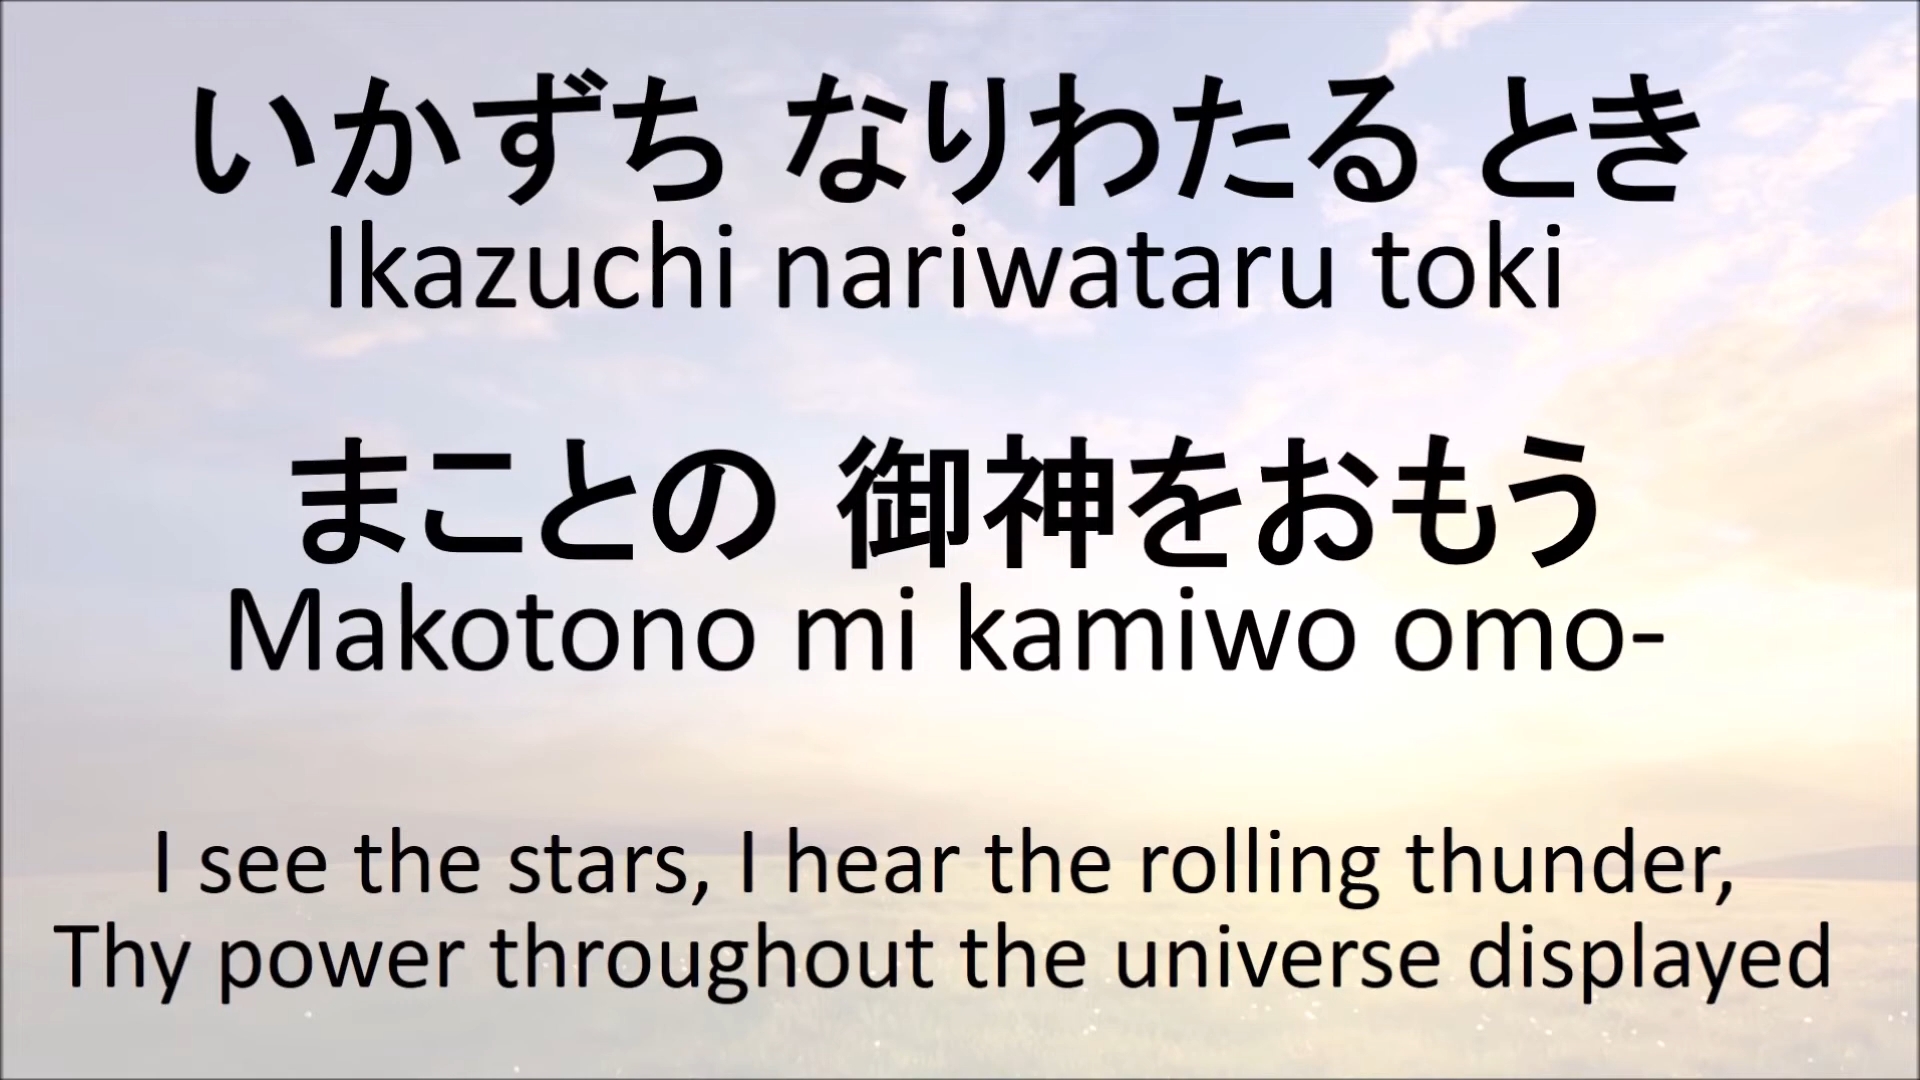 いかずち なりわたる とき
Ikazuchi nariwataru toki
まことの 御神をおもう
Makotono mi kamiwo omo-
I see the stars, I hear the rolling thunder,
Thy power throughout the universe displayed